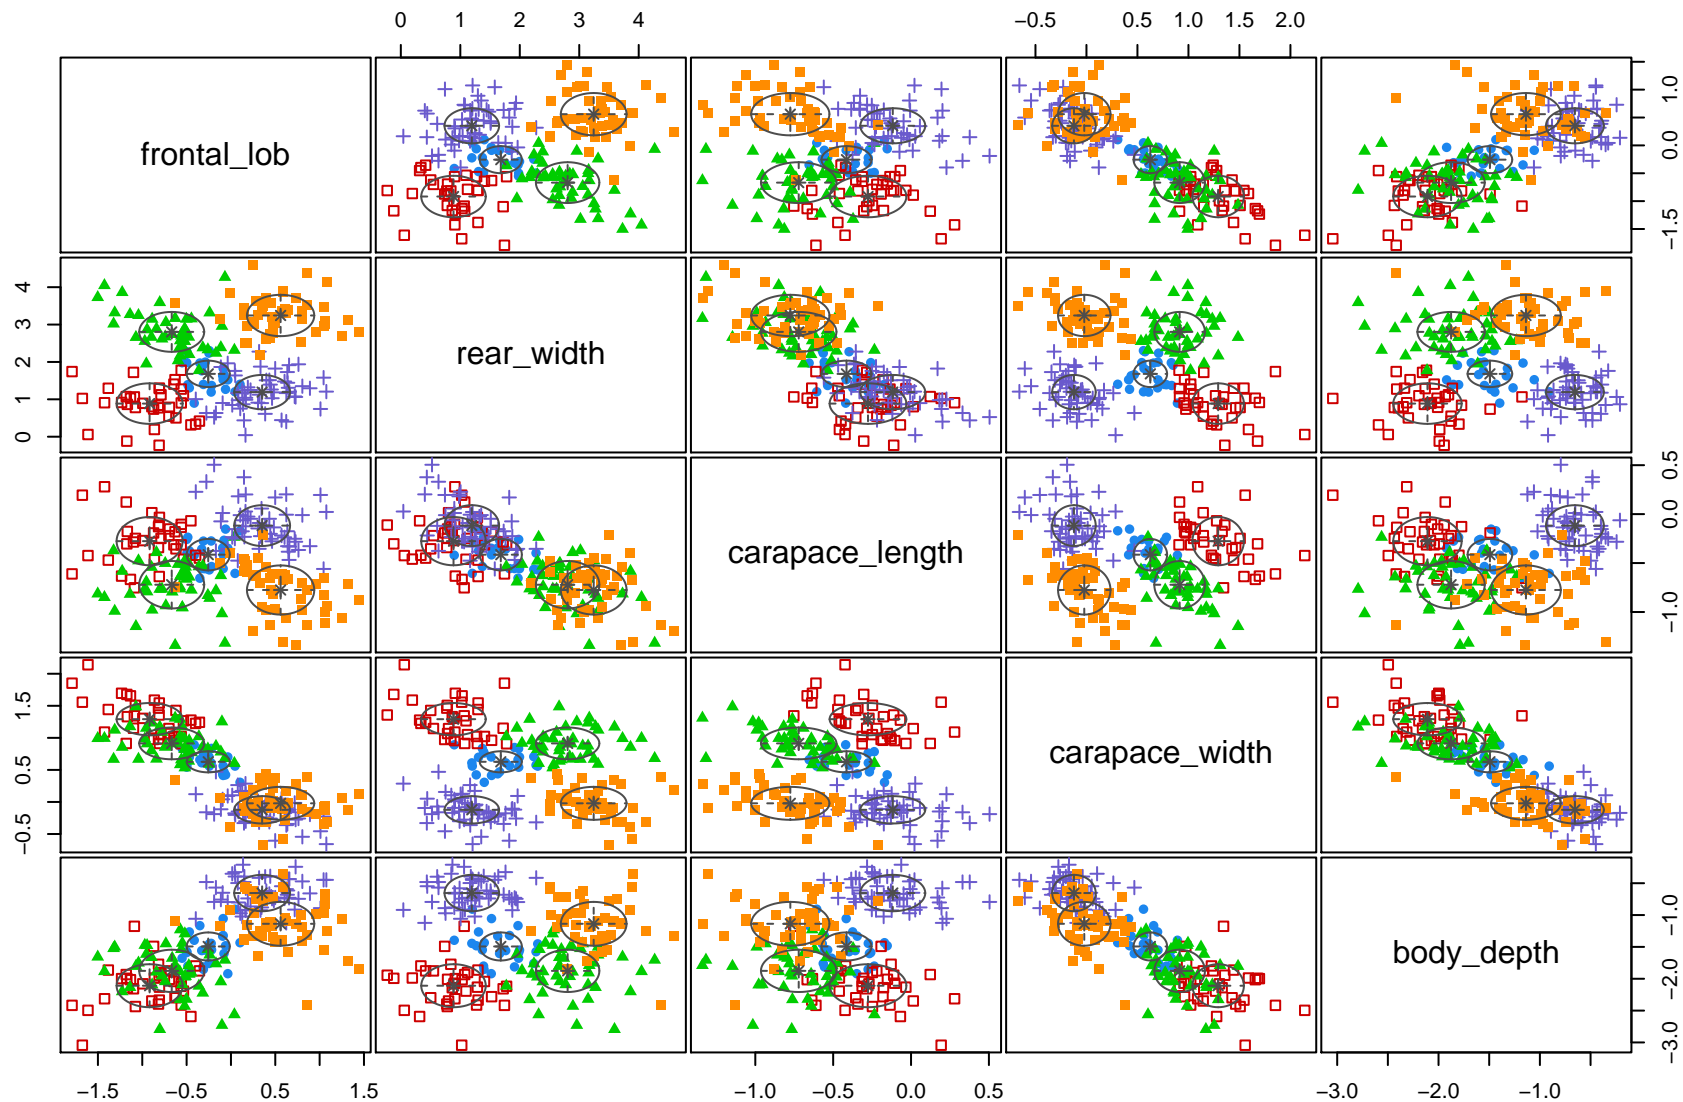 0 1 2 3 4 −0.5 0.5 1.0 1.5 2.0
frontal_lob
−1.5 0.0 1.0
0 1 2 3 4
rear_width
carapace_length
−1.0 0.0 0.5
−0.5 0.5 1.5
carapace_width
body_depth
−3.0 −2.0 −1.0
−1.5 −0.5 0.5 1.5 −1.0 0.0 0.5 −3.0 −2.0 −1.0